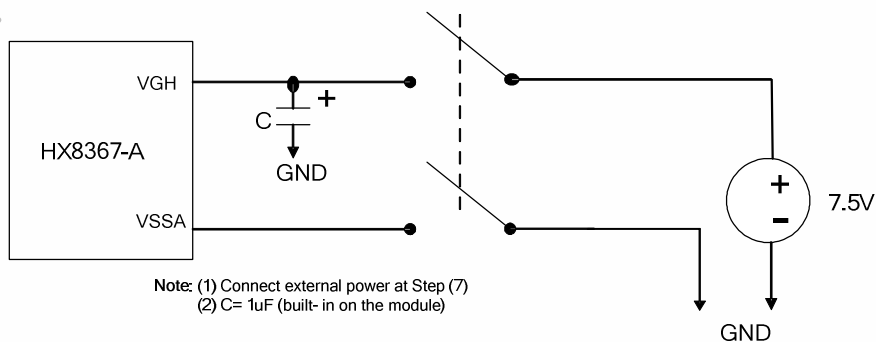 VGH
+
C
HX8367-A
GND
+
-
7.5V
VSSA
Note: (1) Connect external power at Step (7)
(2) C= 1uF (built- in on the module)
GND